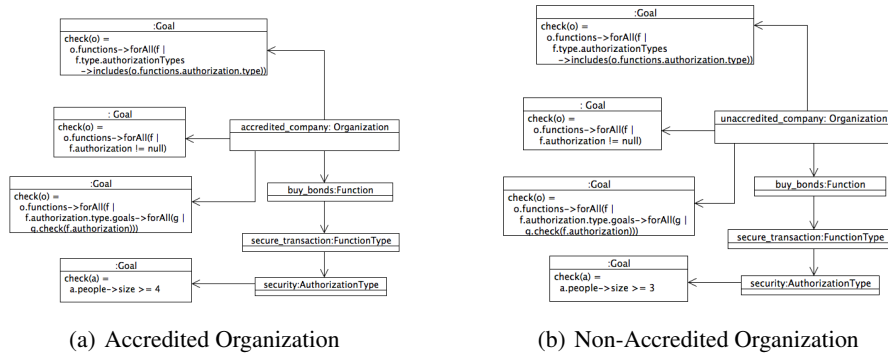 :Goal
check(o) =
o.functions->forAll(f |
f.type.authorizationTypes
->includes(o.functions.authorization.type))
: Goal
check(o) =
o.functions->forAll(f |
f.authorization != null)
accredited_company: Organization
:Goal
check(o) =
o.functions->forAll(f |
f.authorization.type.goals->forAll(g |
g.check(f.authorization)))
buy_bonds:Function
secure_transaction:FunctionType
:Goal
check(a) =
a.people->size >= 4
security:AuthorizationType
(a) Accredited Organization
:Goal
check(o) =
o.functions->forAll(f |
f.type.authorizationTypes
->includes(o.functions.authorization.type))
: Goal
check(o) =
o.functions->forAll(f |
f.authorization != null)
unaccredited_company: Organization
:Goal
check(o) =
o.functions->forAll(f |
f.authorization.type.goals->forAll(g |
g.check(f.authorization)))
buy_bonds:Function
secure_transaction:FunctionType
:Goal
check(a) =
a.people->size >= 3
security:AuthorizationType
(b) Non-Accredited Organization